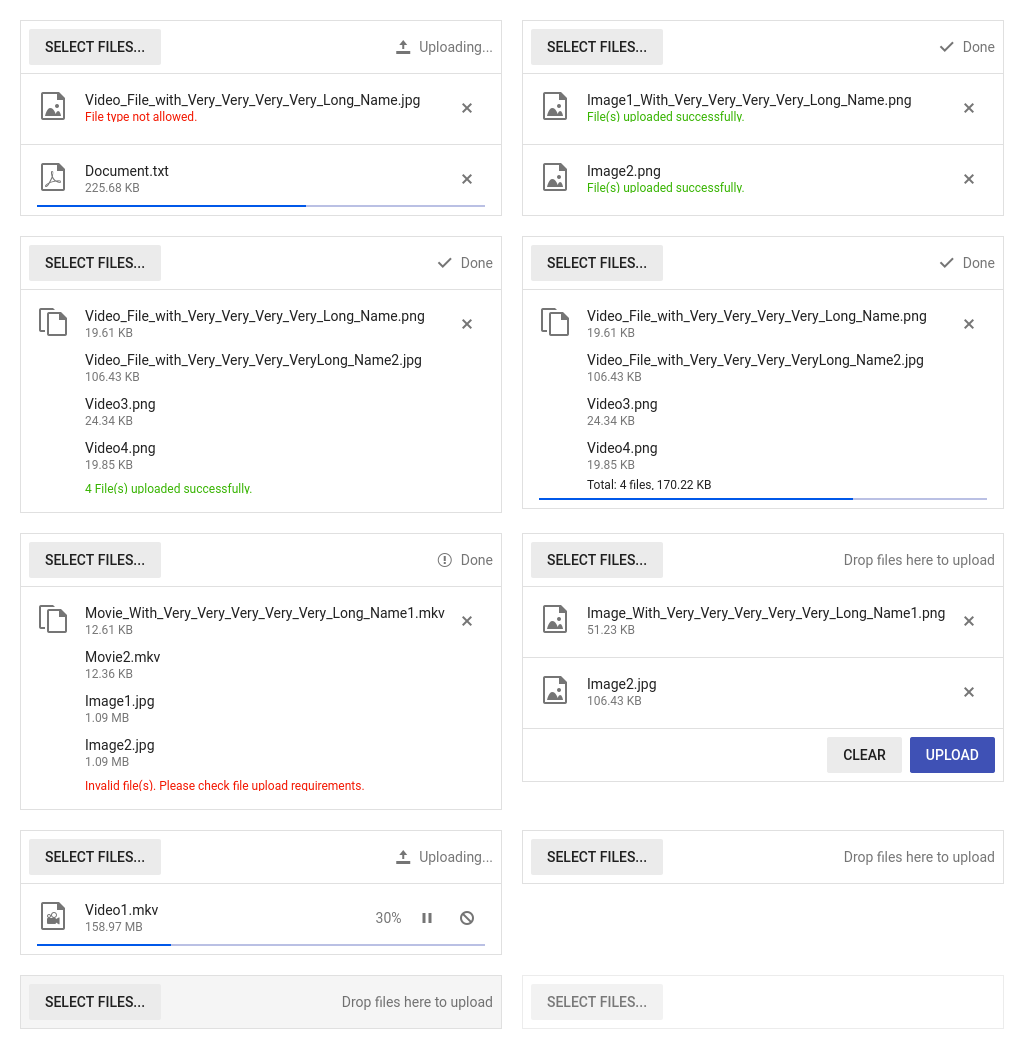 SELECT FILES...
Uploading...
Video_File_with_Very_Very_Very_Very_Long_Name.jpg
File type not allowed.
Document.txt
225.68 KB
SELECT FILES...
Done
Image1_With_Very_Very_Very_Very_Long_Name.png
File(s) uploaded successfully.
Image2.png
File(s) uploaded successfully.
SELECT FILES...
Done
Video_File_with_Very_Very_Very_Very_Long_Name.png
19.61 KB
Video_File_with_Very_Very_Very_VeryLong_Name2.jpg
106.43 KB
Video3.png
24.34 KB
Video4.png
19.85 KB
4 File(s) uploaded successfully.
SELECT FILES...
Done
Video_File_with_Very_Very_Very_Very_Long_Name.png
19.61 KB
Video_File_with_Very_Very_Very_VeryLong_Name2.jpg
106.43 KB
Video3.png
24.34 KB
Video4.png
19.85 KB
Total: 4 files, 170.22 KB
SELECT FILES...
Done
Movie_With_Very_Very_Very_Very_Very_Long_Name1.mkv
12.61 KB
Movie2.mkv
12.36 KB
Image1.jpg
1.09 MB
Image2.jpg
1.09 MB
Invalid file(s). Please check file upload requirements.
SELECT FILES...
Drop files here to upload
Image_With_Very_Very_Very_Very_Very_Long_Name1.png
51.23 KB
Image2.jpg
106.43 KB
CLEAR
UPLOAD
SELECT FILES...
Uploading...
Video1.mkv
158.97 MB
30%
SELECT FILES...
Drop files here to upload
SELECT FILES...
Drop files here to upload
SELECT FILES...